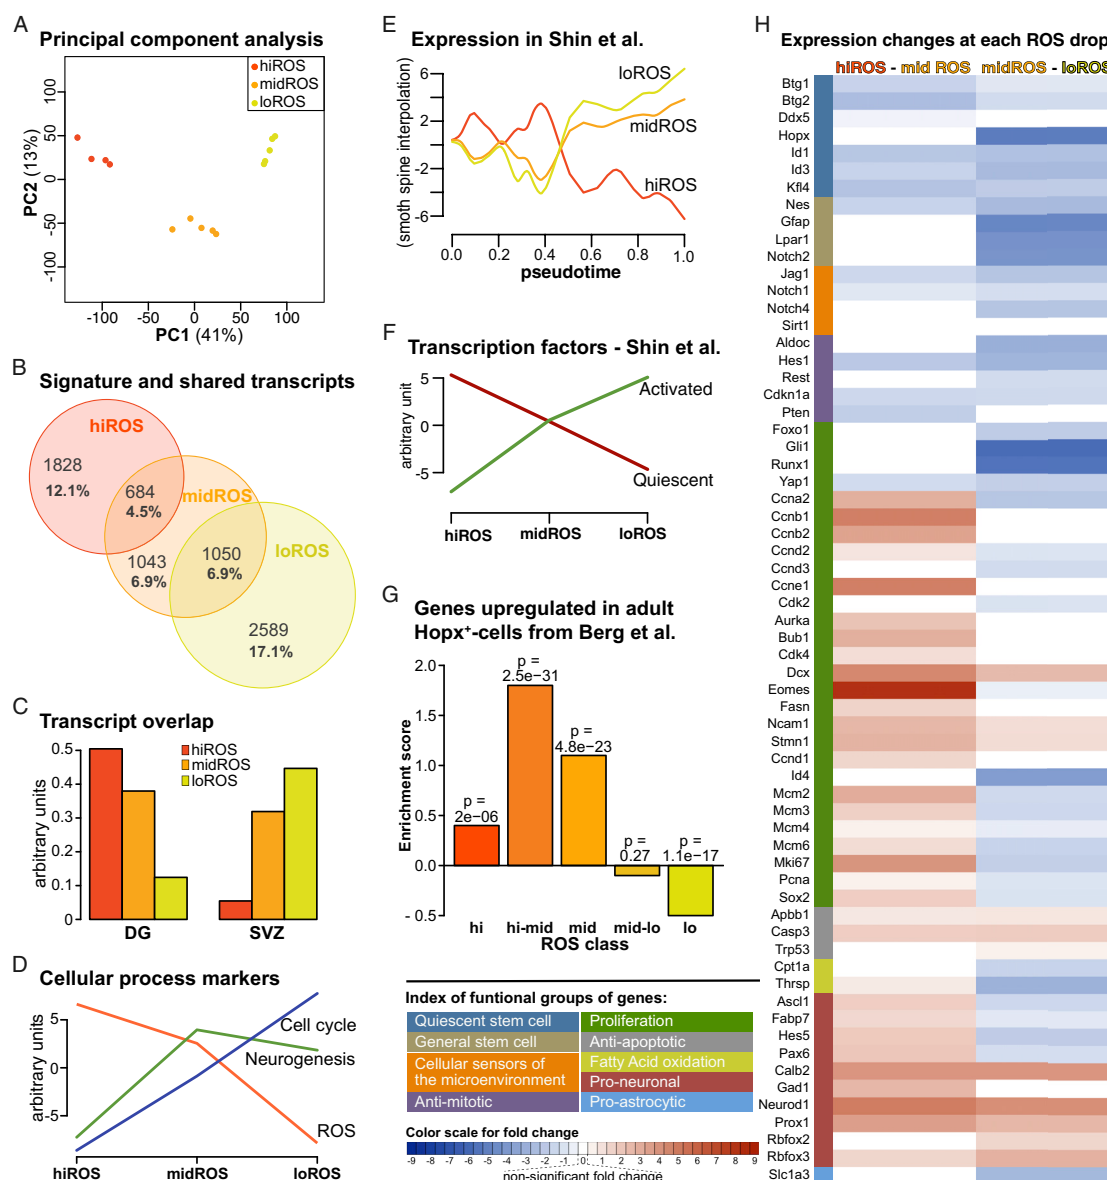 A
Principal component analysis
hiROS
midROS
loROS
PC2 (13%)
100
50
0
-50
-100
-100
-50
0
50
100
PC1 (41%)
B
Signature and shared transcripts
hiROS
1828
12.1%
684
4.5%
midROS
1043
6.9%
1050
6.9%
loROS
2589
17.1%
C
Transcript overlap
arbitrary units
0.5
0.4
0.3
0.2
0.1
0
hiROS
midROS
loROS
DG
SVZ
D
Cellular process markers
arbitrary units
5
0
-5
Cell cycle
Neurogenesis
ROS
hiROS
midROS
loROS
E
Expression in Shin et al.
(smoth spine interpolation)
6
2
-2
-6
loROS
midROS
hiROS
0.0
0.2
0.4
0.6
0.8
1.0
pseudotime
F
Transcription factors - Shin et al.
arbitrary unit
5
0
-5
Activated
Quiescent
hiROS
midROS
loROS
G
Genes upregulated in adult
Hopx+-cells from Berg et al.
Enrichment score
2.0
1.5
1.0
0.5
0.0
- 0.5
p =
2e−06
p =
2.5e−31
p =
4.8e−23
p =
0.27
p =
1.1e−17
hi
hi-mid
mid
mid-lo
lo
ROS class
Index of funtional groups of genes:
Quiescent stem cell
General stem cell
Cellular sensors of
the microenvironment
Anti-mitotic
Proliferation
Anti-apoptotic
Fatty Acid oxidation
Pro-neuronal
Pro-astrocytic
Color scale for fold change
-9 -8 -7 -6 -5 -4 -3 -2 -1 0 1 2 3 4 5 6 7 8 9
non-significant fold change
H
Expression changes at each ROS drop
hiROS - mid ROS
midROS - loROS
Btg1
Btg2
Ddx5
Hopx
Id1
Id3
Kfl4
Nes
Gfap
Lpar1
Notch2
Jag1
Notch1
Notch4
Sirt1
Aldoc
Hes1
Rest
Cdkn1a
Pten
Foxo1
Gli1
Runx1
Yap1
Ccna2
Ccnb1
Ccnb2
Ccnd2
Ccnd3
Ccne1
Cdk2
Aurka
Bub1
Cdk4
Dcx
Eomes
Fasn
Ncam1
Stmn1
Ccnd1
Id4
Mcm2
Mcm3
Mcm4
Mcm6
Mki67
Pcna
Sox2
Apbb1
Casp3
Trp53
Cpt1a
Thrsp
Ascl1
Fabp7
Hes5
Pax6
Calb2
Gad1
Neurod1
Prox1
Rbfox2
Rbfox3
Slc1a3